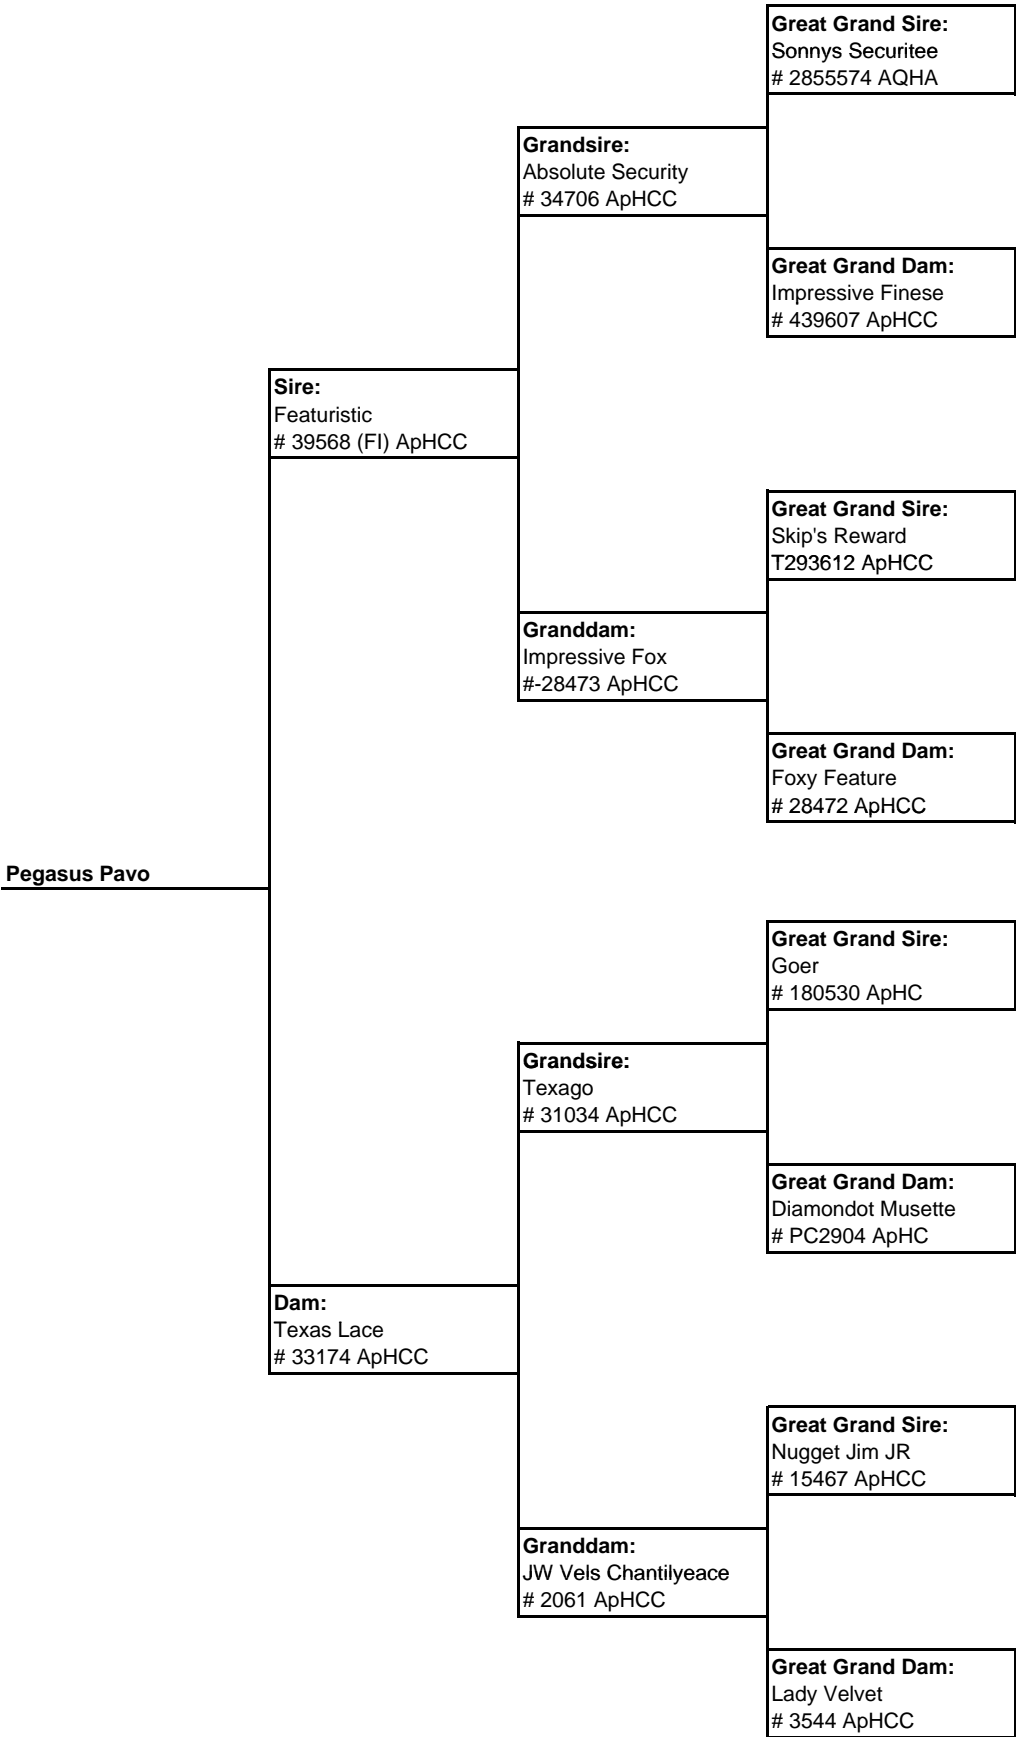 Great Grand Sire:
Sonnys Securitee
# 2855574 AQHA
Grandsire:
Absolute Security
# 34706 ApHCC
Great Grand Dam:
Impressive Finese
# 439607 ApHCC
Sire:
Featuristic
# 39568 (FI) ApHCC
Great Grand Sire:
Skip's Reward
T293612 ApHCC
Granddam:
Impressive Fox
#-28473 ApHCC
Great Grand Dam:
Foxy Feature
# 28472 ApHCC
Pegasus Pavo
Great Grand Sire:
Goer
# 180530 ApHC
Grandsire:
Texago
# 31034 ApHCC
Great Grand Dam:
Diamondot Musette
# PC2904 ApHC
Dam:
Texas Lace
# 33174 ApHCC
Great Grand Sire:
Nugget Jim JR
# 15467 ApHCC
Granddam:
JW Vels Chantilyeace
# 2061 ApHCC
Great Grand Dam:
Lady Velvet
# 3544 ApHCC